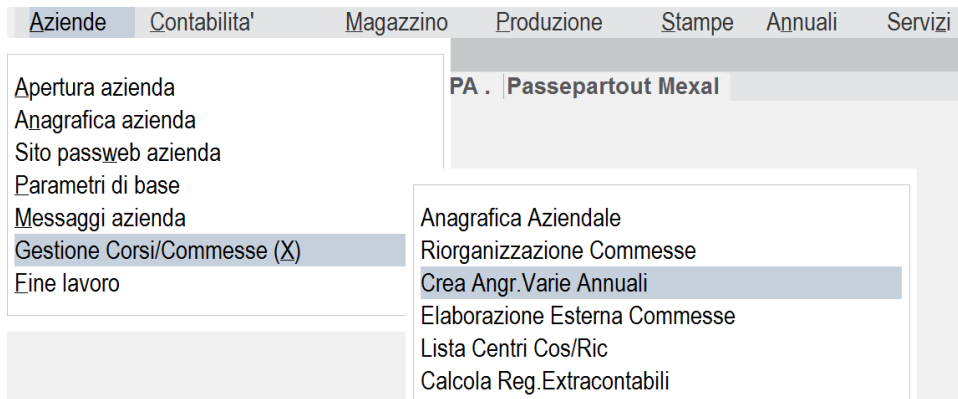 Aziende Contabilita' Magazzino Produzione Stampe Annuali Servizi
PA . Passepartout Mexal
Apertura azienda
Anagrafica azienda
Sito passweb azienda
Parametri di base
Messaggi azienda
Gestione Corsi/Commesse (X)
Fine lavoro
Anagrafica Aziendale
Riorganizzazione Commesse
Crea Angr.Varie Annuali
Elaborazione Esterna Commesse
Lista Centri Cos/Ric
Calcola Reg.Extracontabili